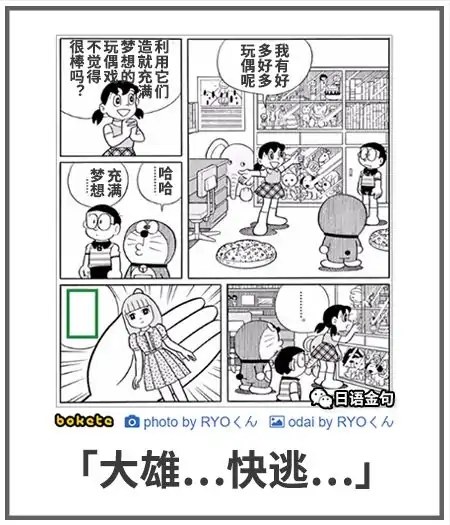 我有好
多好多
玩偶呢
利用它们
造就充满
梦想的
玩偶戏
不觉得
很棒吗？
哈哈……
充满
梦想……
………
日语金句
bokete photo by RYOくん odai by RYOくん
「大雄...快逃...」